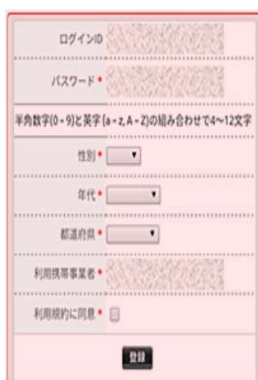 ログインID
パスワード *
半角数字(0-9)と英字(a-z,A-Z)の組み合わせで4～12文字
性別 *
年代 *
都道府県 *
利用携帯事業者 *
利用規約に同意 *
登録